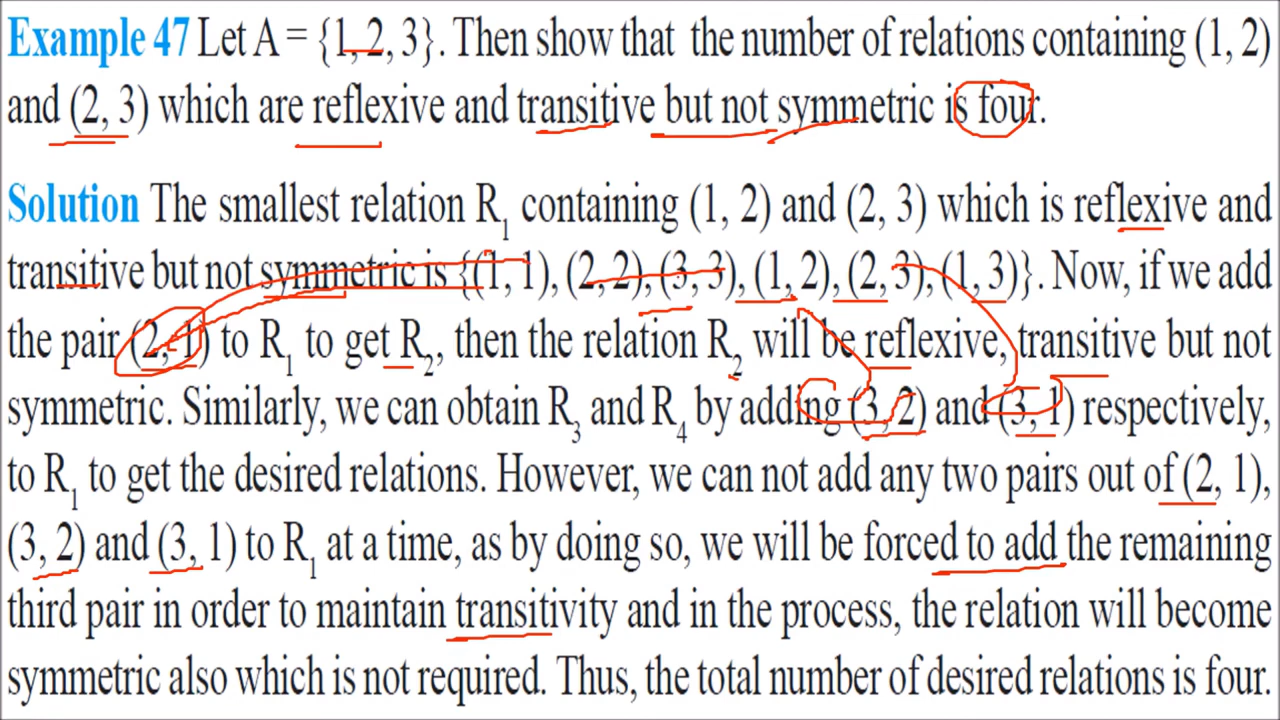 Example 47 Let A = {1, 2, 3}. Then show that the number of relations containing (1, 2)
and (2, 3) which are reflexive and transitive but not symmetric is four.
Solution The smallest relation R₁ containing (1, 2) and (2, 3) which is reflexive and
transitive but not symmetric is {(1, 1), (2, 2), (3, 3), (1, 2), (2, 3), (1, 3)}. Now, if we add
the pair (2, 1) to R₁ to get R₂, then the relation R₂ will be reflexive, transitive but not
symmetric. Similarly, we can obtain R₃ and R₄ by adding (3, 2) and (3, 1) respectively,
to R₁ to get the desired relations. However, we can not add any two pairs out of (2, 1),
(3, 2) and (3, 1) to R₁ at a time, as by doing so, we will be forced to add the remaining
third pair in order to maintain transitivity and in the process, the relation will become
symmetric also which is not required. Thus, the total number of desired relations is four.